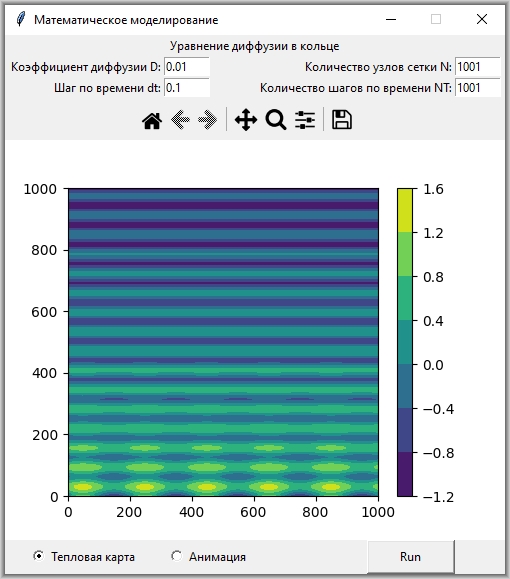 Математическое моделирование
Уравнение диффузии в кольце
Коэффициент диффузии D: 0.01 Количество узлов сетки N: 1001
Шаг по времени dt: 0.1 Количество шагов по времени NT: 1001
1000
800
600
400
200
0
0 200 400 600 800 1000
1.6
1.2
0.8
0.4
0.0
−0.4
−0.8
−1.2
Тепловая карта Анимация Run